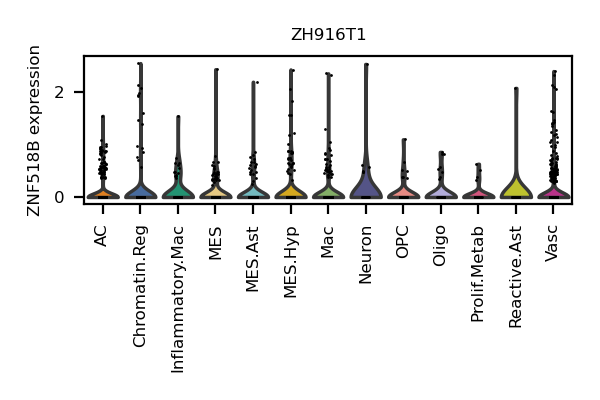 ZH916T1
ZNF518B expression
2
0
AC
Chromatin.Reg
Inflammatory.Mac
MES
MES.Ast
MES.Hyp
Mac
Neuron
OPC
Oligo
Prolif.Metab
Reactive.Ast
Vasc